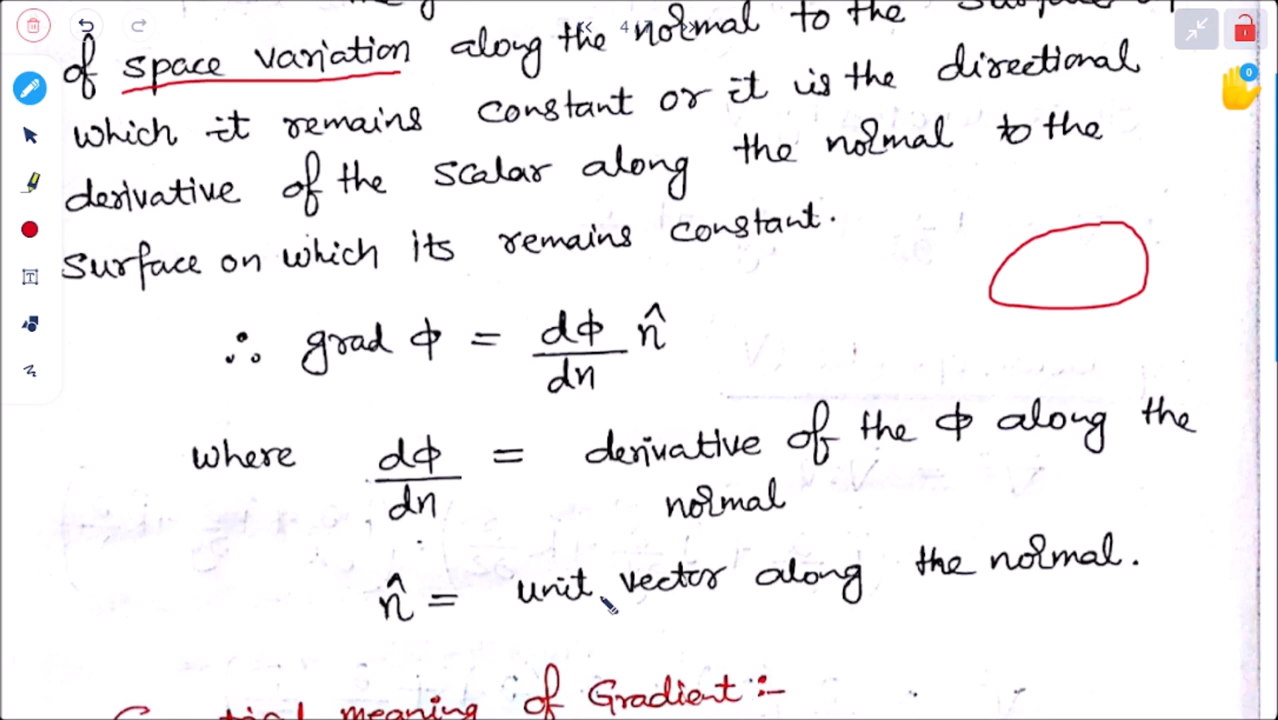 of space variation along the normal to the
which it remains constant or it is the directional
derivative of the scalar along the normal to the
Surface on which its remains constant.
∴ grad ϕ = dϕ/dn n̂
where dϕ/dn = derivative of the ϕ along the
normal
n̂ = unit vector along the normal.
meaning of Gradient :-